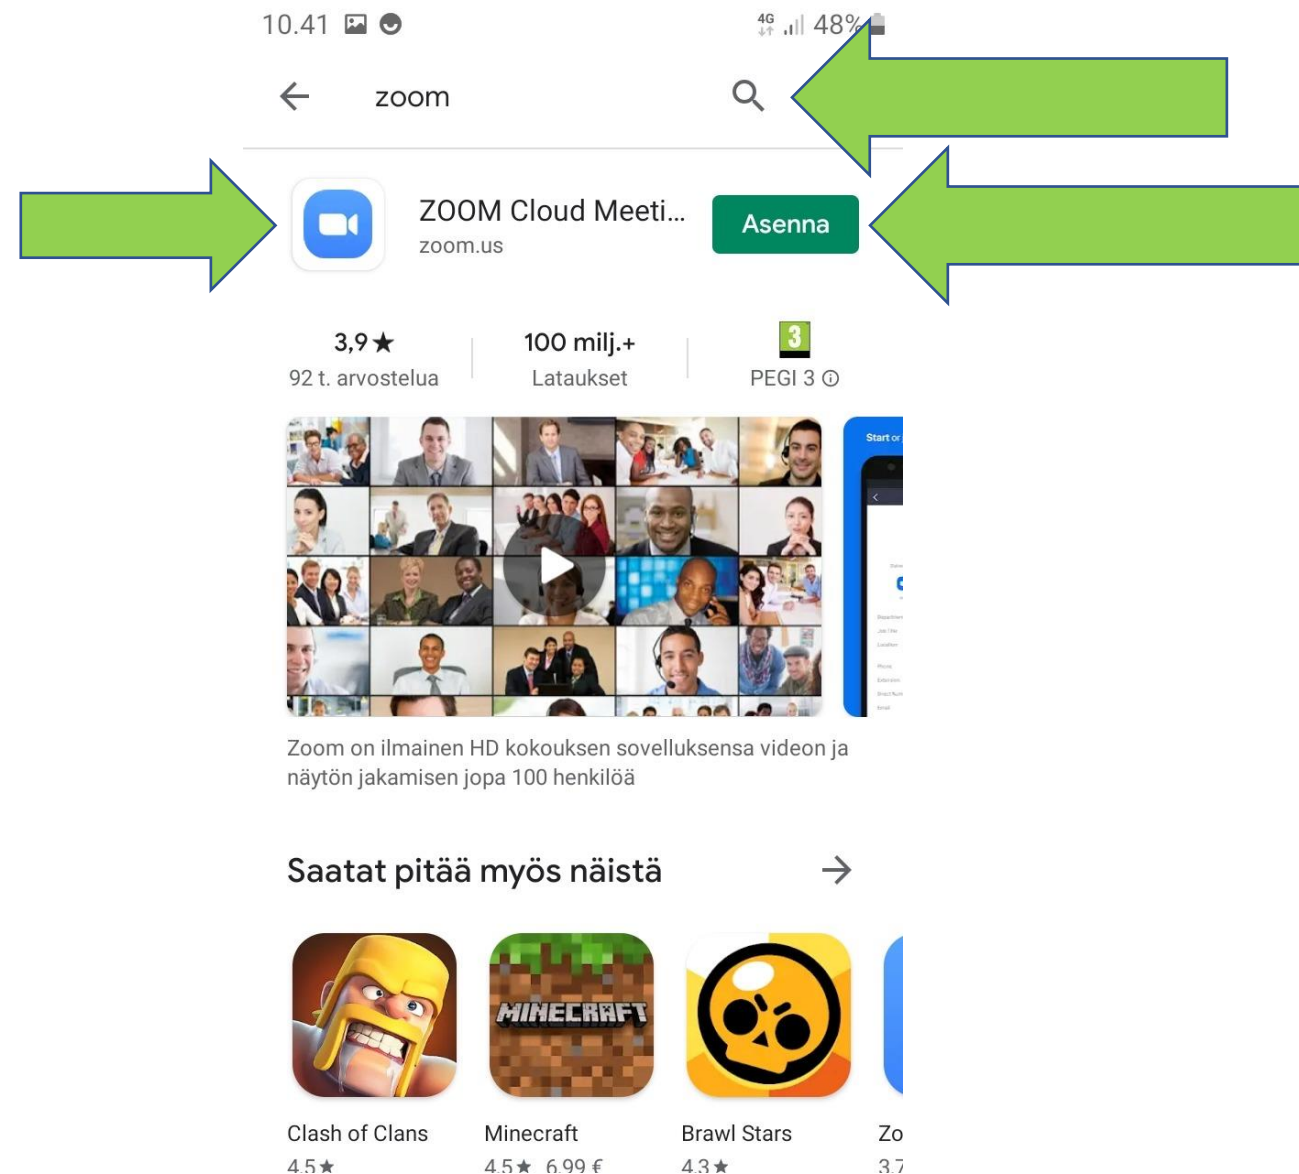 10.41 4G 48%
zoom
ZOOM Cloud Meeti...
zoom.us
Asenna
3,9★
92 t. arvostelua
100 milj.+
Lataukset
3
PEGI 3
Start or
Zoom on ilmainen HD kokouksen sovelluksensa videon ja
näytön jakamisen jopa 100 henkilöä
Saatat pitää myös näistä
MINECRAFT
Clash of Clans
4.5★
Minecraft
4.5★ 6,99 €
Brawl Stars
4.3★
Zo
3.7